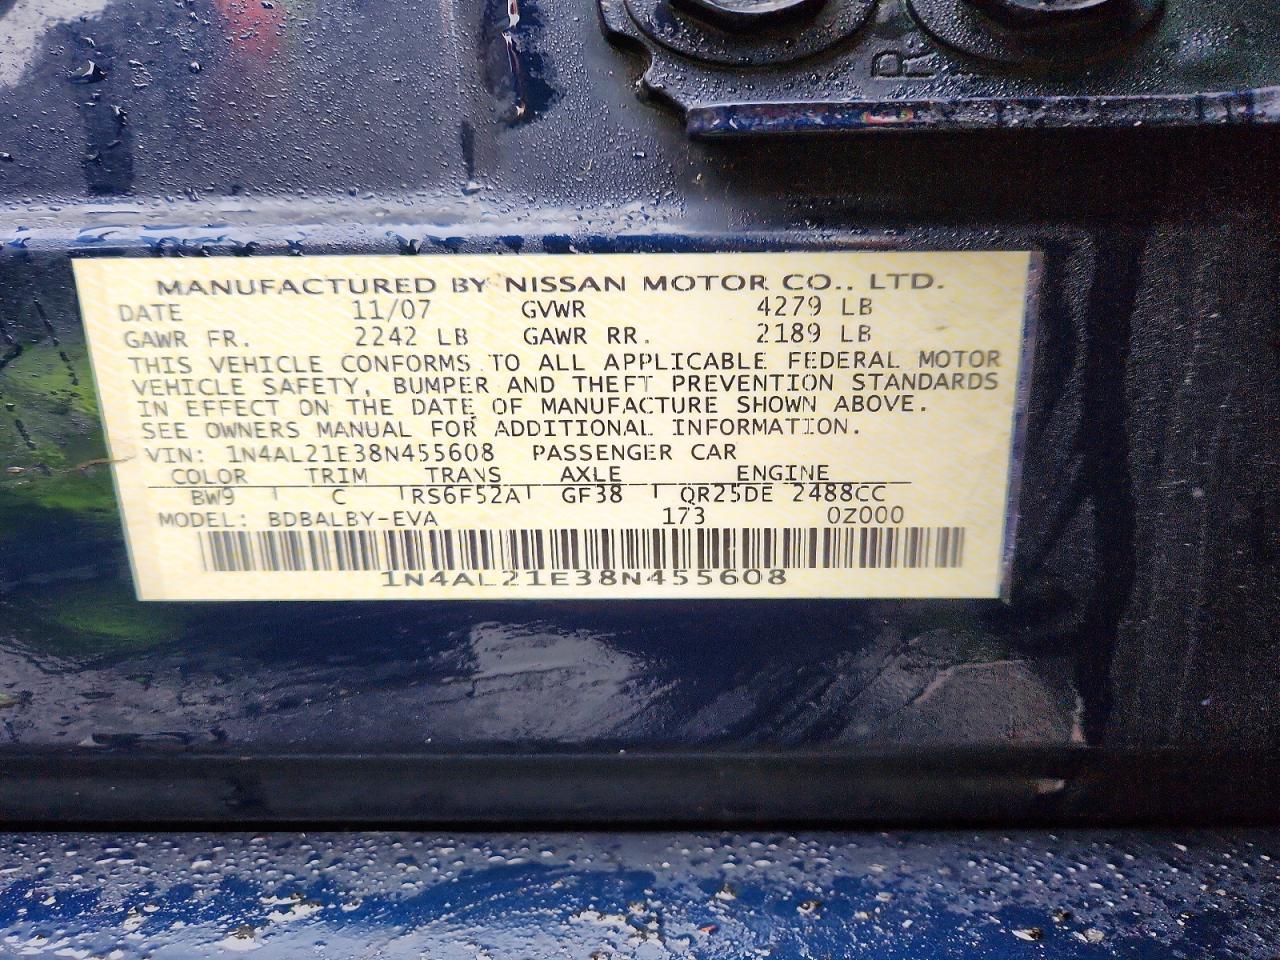 R
MANUFACTURED BY NISSAN MOTOR CO., LTD.
DATE 11/07 GVWR 4279 LB
GAWR FR. 2242 LB GAWR RR. 2189 LB
THIS VEHICLE CONFORMS TO ALL APPLICABLE FEDERAL MOTOR
VEHICLE SAFETY, BUMPER AND THEFT PREVENTION STANDARDS
IN EFFECT ON THE DATE OF MANUFACTURE SHOWN ABOVE.
SEE OWNERS MANUAL FOR ADDITIONAL INFORMATION.
VIN: 1N4AL21E38N455608 PASSENGER CAR
COLOR TRIM TRANS AXLE ENGINE
BW9 C RS6F52A GF38 QR25DE 2488CC
MODEL: BDBALBY-EVA 173 0Z000
1N4AL21E38N455608